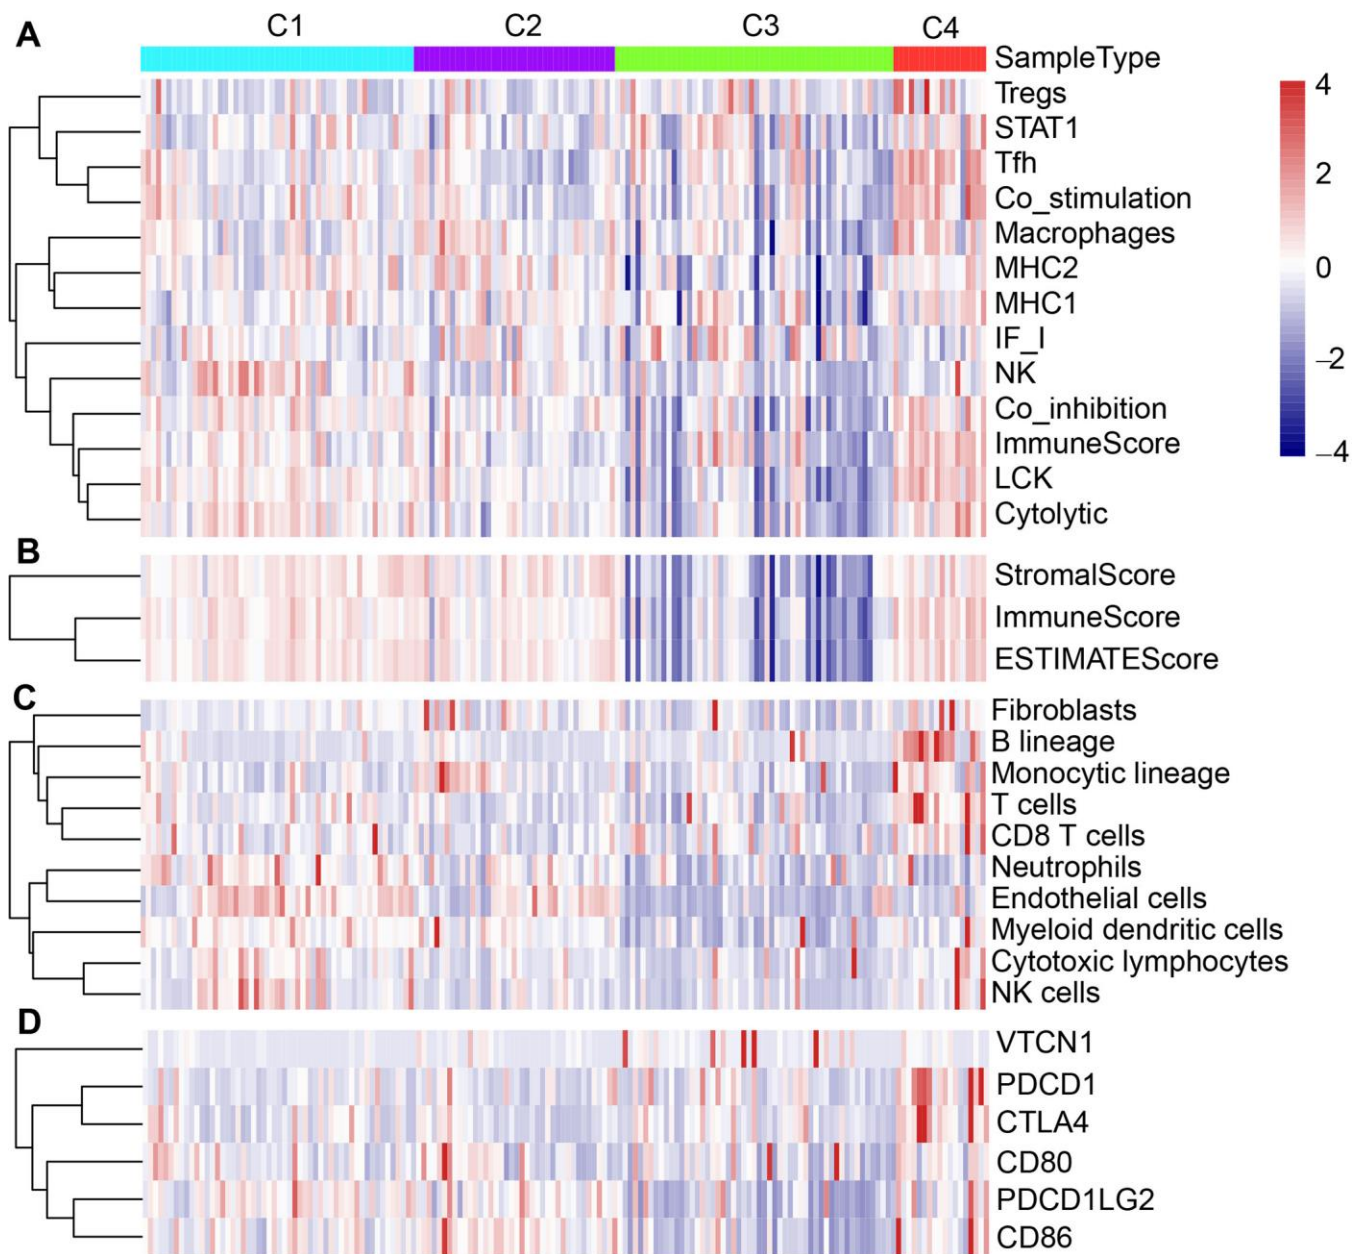 A
C1 C2 C3 C4
SampleType
Tregs
STAT1
Tfh
Co_stimulation
Macrophages
MHC2
MHC1
IF_I
NK
Co_inhibition
ImmuneScore
LCK
Cytolytic
4
2
0
−2
−4
B
StromalScore
ImmuneScore
ESTIMATEScore
C
Fibroblasts
B lineage
Monocytic lineage
T cells
CD8 T cells
Neutrophils
Endothelial cells
Myeloid dendritic cells
Cytotoxic lymphocytes
NK cells
D
VTCN1
PDCD1
CTLA4
CD80
PDCD1LG2
CD86